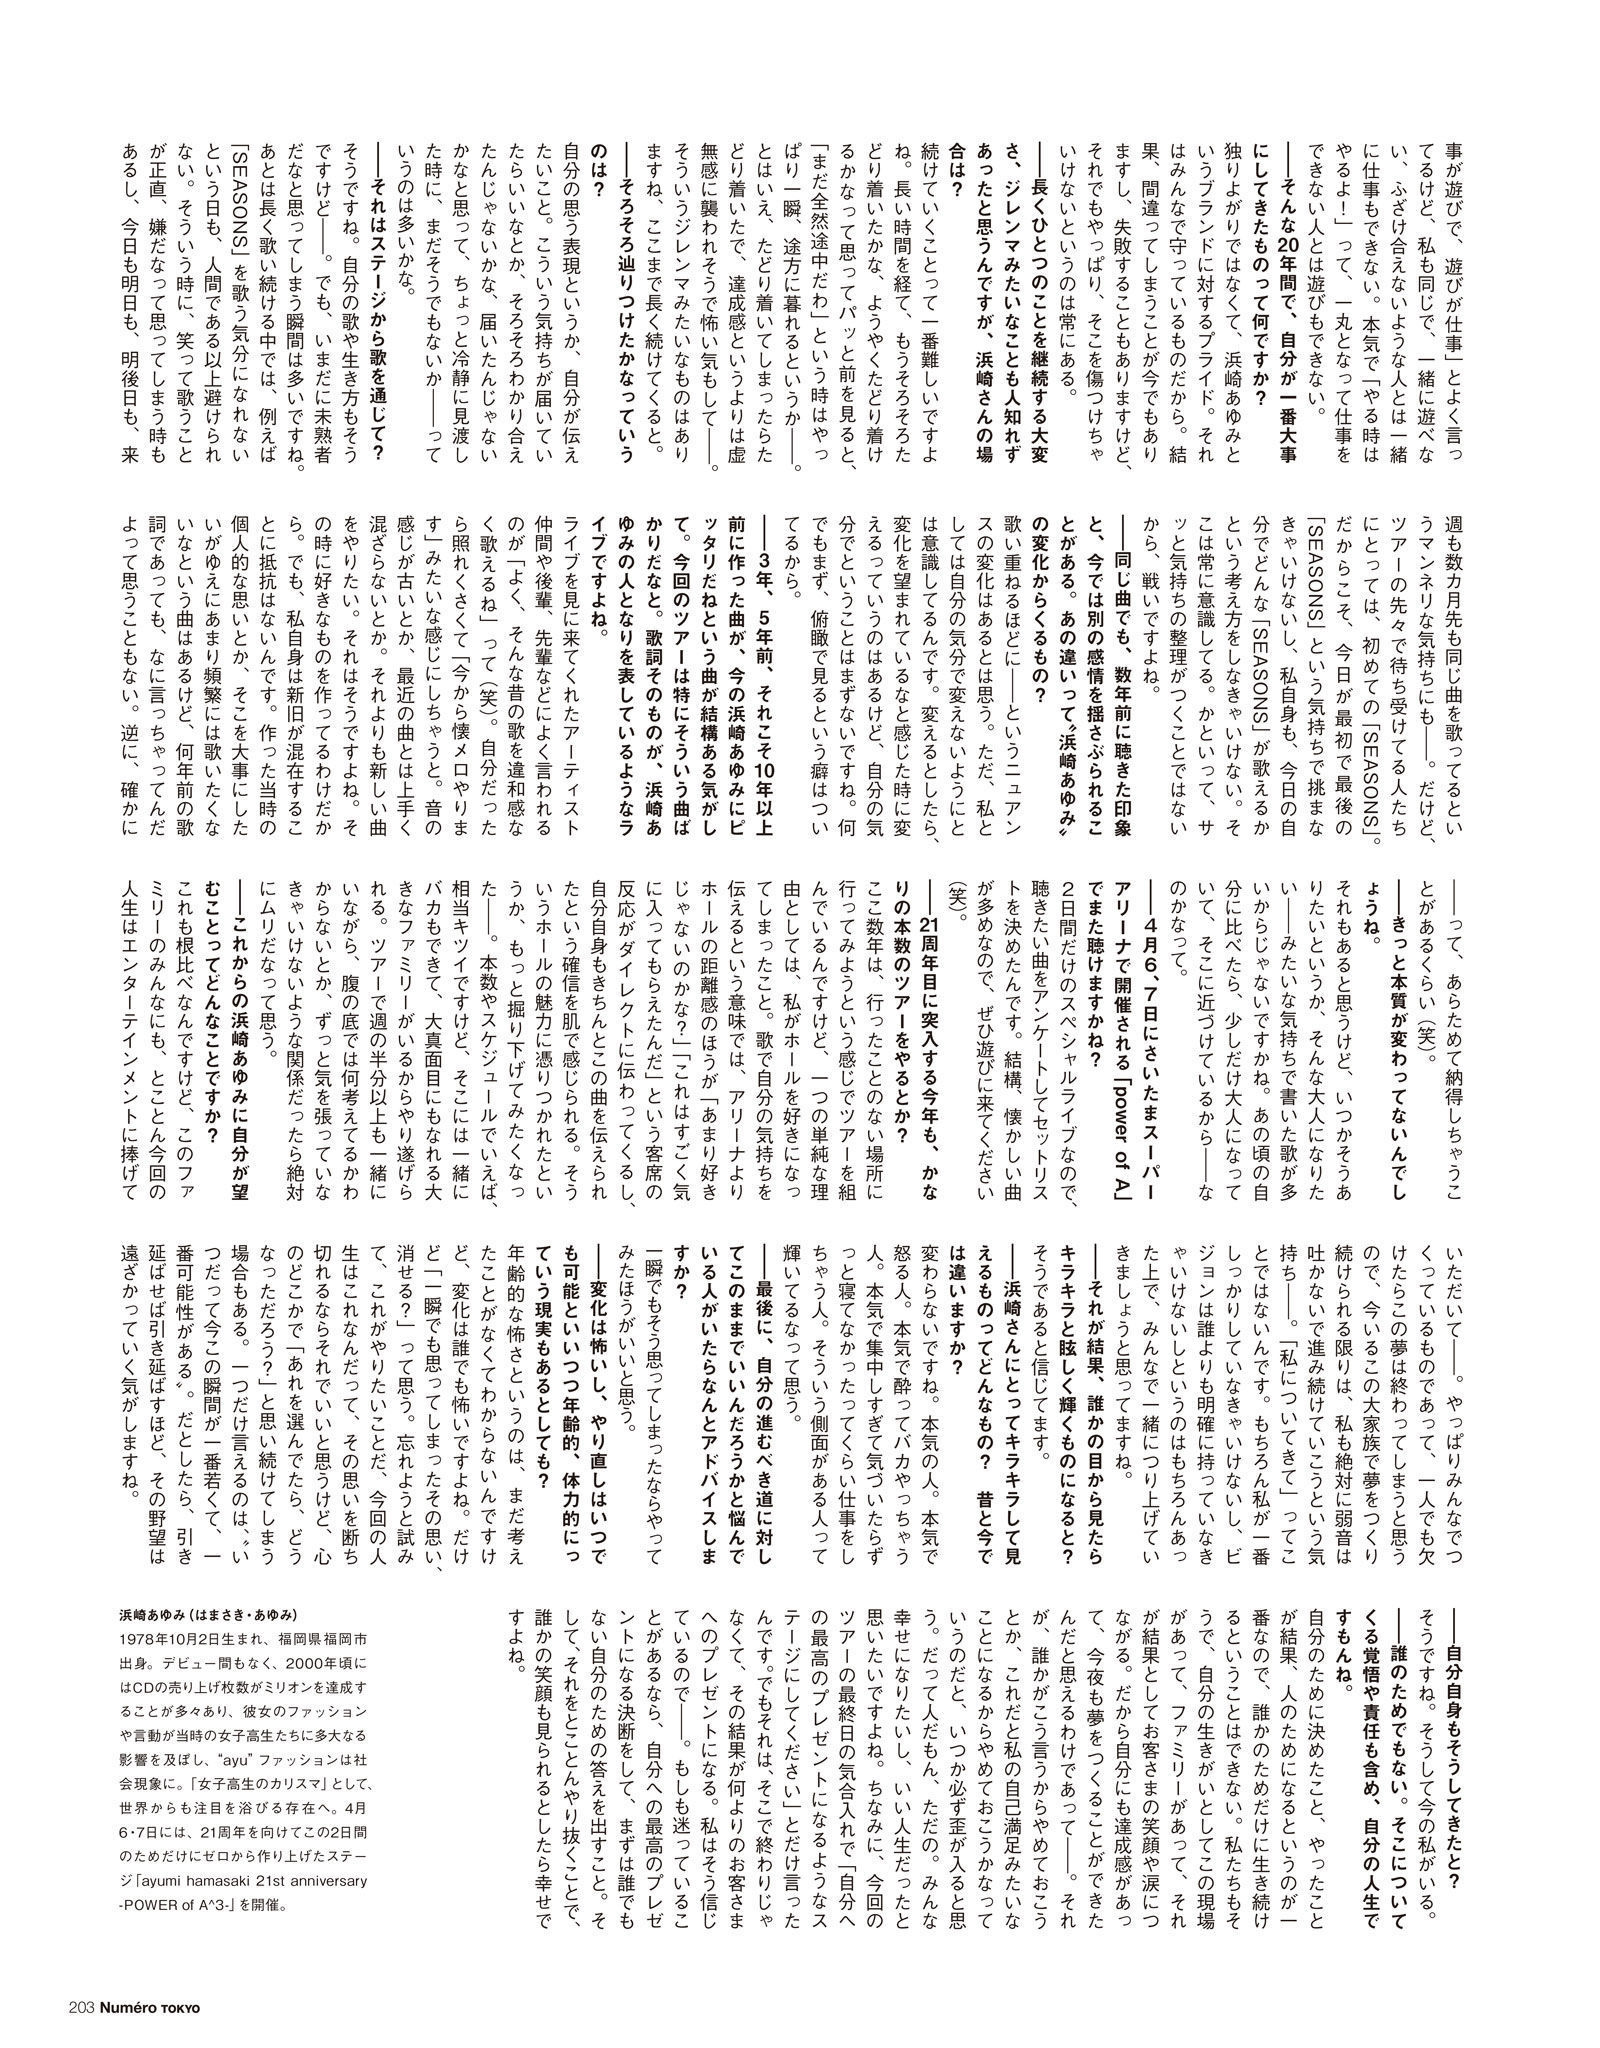 事が遊びで、遊びが仕事」とよく言っ
てるけど、私も同じで、一緒に遊べな
い、ふざけ合えないような人とは一緒
に仕事もできない。本気で「やる時は
やるよ！」って、一丸となって仕事を
できない人とは遊びもできない。
──そんな20年間で、自分が一番大事
にしてきたものって何ですか？
独りよがりではなくて、浜崎あゆみと
いうブランドに対するプライド。それ
はみんなで守っているものだから。結
果、間違ってしまうことが今でもあり
ますし、失敗することもありますけど、
それでもやっぱり、そこを傷つけちゃ
いけないというのは常にある。
──長くひとつのことを継続する大変
さ、ジレンマみたいなことも人知れず
あったと思うんですが、浜崎さんの場
合は？
続けていくことって一番難しいですよ
ね。長い時間を経て、もうそろそろた
どり着いたかな、ようやくたどり着け
るかなって思ってパッと前を見ると、
「まだ全然途中だわ」という時はやっ
ぱり一瞬、途方に暮れるというか──。
とはいえ、たどり着いてしまったらた
どり着いたで、達成感というよりは虚
無感に襲われそうで怖い気もして──。
そういうジレンマみたいなものはあり
ますね、ここまで長く続けてくると。
──そろそろ辿りつけたかなっていう
のは？
自分の思う表現というか、自分が伝え
たいこと。こういう気持ちが届いてい
たらいいなとか、そろそろわかり合え
たんじゃないかな、届いたんじゃない
かなと思って、ちょっと冷静に見渡し
た時に、まだそうでもないか──って
いうのは多いかな。
──それはステージから歌を通じて？
そうですね。自分の歌や生き方もそう
ですけど──。でも、いまだに未熟者
だなと思ってしまう瞬間は多いですね。
あとは長く歌い続ける中では、例えば
「SEASONS」を歌う気分になれない
という日も、人間である以上避けられ
ない。そういう時に、笑って歌うこと
が正直、嫌だなって思ってしまう時も
あるし、今日も明日も、明後日も、来
週も数カ月先も同じ曲を歌ってるとい
うマンネリな気持ちにも──。だけど、
ツアーの先々で待ち受けてる人たち
にとっては、初めての「SEASONS」。
だからこそ、今日が最初で最後の
「SEASONS」という気持ちで挑まな
きゃいけないし、私自身も、今日の自
分でどんな「SEASONS」が歌えるか
という考え方をしなきゃいけない。そ
こは常に意識してる。かといって、サ
ッと気持ちの整理がつくことではない
から、戦いですよね。
──同じ曲でも、数年前に聴きた印象
と、今では別の感情を揺さぶられるこ
とがある。あの違いって〝浜崎あゆみ〟
の変化からくるもの？
歌い重ねるほどに──というニュアン
スの変化はあるとは思う。ただ、私と
しては自分の気分で変えないようにと
は意識してるんです。変えるとしたら、
変化を望まれているなと感じた時に変
えるっていうのはあるけど、自分の気
分でということはまずないですね。何
でもまず、俯瞰で見るという癖はつい
てるから。
──3年、5年前、それこそ10年以上
前に作った曲が、今の浜崎あゆみにピ
ッタリだねという曲が結構ある気がし
て。今回のツアーは特にそういう曲ば
かりだなと。歌詞そのものが、浜崎あ
ゆみの人となりを表しているようなラ
イブですよね。
ライブを見に来てくれたアーティスト
仲間や後輩、先輩などによく言われる
のが「よく、そんな昔の歌を違和感な
く歌えるね」って（笑）。自分だった
ら照れくさくて「今から懐メロやりま
す」みたいな感じにしちゃうと。音の
感じが古いとか、最近の曲とは上手く
混ざらないとか。それよりも新しい曲
をやりたい。それはそうですよね。そ
の時に好きなものを作ってるわけだか
ら。でも、私自身は新旧が混在するこ
とに抵抗はないんです。作った当時の
個人的な思いとか、そこを大事にした
いがゆえにあまり頻繁には歌いたくな
いなという曲はあるけど、何年前の歌
詞であっても、なに言っちゃってんだ
よって思うこともない。逆に、確かに
──って、あらためて納得しちゃうこ
とがあるくらい（笑）。
──きっと本質が変わってないんでし
ょうね。
それもあると思うけど、いつかそうあ
りたいというか、そんな大人になりた
い──みたいな気持ちで書いた歌が多
いからじゃないですかね。あの頃の自
分に比べたら、少しだけ大人になって
いて、そこに近づけているから──な
のかなって。
──4月6、7日にさいたまスーパー
アリーナで開催される「power of A」
でまた聴けますかね？
2日間だけのスペシャルライブなので、
聴きたい曲をアンケートしてセットリス
トを決めたんです。結構、懐かしい曲
が多めなので、ぜひ遊びに来てください
（笑）。
──21周年目に突入する今年も、かな
りの本数のツアーをやるとか？
ここ数年は、行ったことのない場所に
行ってみようという感じでツアーを組
んでいるんですけど、一つの単純な理
由としては、私がホールを好きになっ
てしまったこと。歌で自分の気持ちを
伝えるという意味では、アリーナより
ホールの距離感のほうが「あまり好き
じゃないのかな？」「これはすごく気
に入ってもらえたんだ」という客席の
反応がダイレクトに伝わってくるし、
自分自身もきちんとこの曲を伝えられ
たという確信を肌で感じられる。そう
いうホールの魅力に憑りつかれたとい
うか、もっと掘り下げてみたくなっ
た──。本数やスケジュールでいえば、
相当キツイですけど、そこには一緒に
バカもできて、大真面目にもなれる大
きなファミリーがいるからやり遂げら
れる。ツアーで週の半分以上も一緒に
いながら、腹の底では何考えてるかわ
からないとか、ずっと気を張っていな
きゃいけないような関係だったら絶対
にムリだなって思う。
──これからの浜崎あゆみに自分が望
むことってどんなことですか？
これも根比べなんですけど、このファ
ミリーのみんなにも、とことん今回の
人生はエンターテインメントに捧げて
いただいて──。やっぱりみんなでつ
くっているものであって、一人でも欠
けたらこの夢は終わってしまうと思う
ので、今いるこの大家族で夢をつくり
続けられる限りは、私も絶対に弱音は
吐かないで進み続けていこうという気
持ち──。「私についてきて」ってこ
とではないんです。もちろん私が一番
しっかりしていなきゃいけないし、ビ
ジョンは誰よりも明確に持っていなき
ゃいけないしというのはもちろんあっ
た上で、みんなで一緒につり上げてい
きましょうと思ってますね。
──それが結果、誰かの目から見たら
キラキラと眩しく輝くものになると？
そうであると信じてます。
──浜崎さんにとってキラキラして見
えるものってどんなもの？　昔と今で
は違いますか？
変わらないですね。本気の人。本気で
怒る人。本気で酔ってバカやっちゃう
人。本気で集中しすぎて気づいたらず
っと寝てなかったってくらい仕事をし
ちゃう人。そういう側面がある人って
輝いてるなって思う。
──最後に、自分の進むべき道に対し
てこのままでいいんだろうかと悩んで
いる人がいたらなんとアドバイスしま
すか？
一瞬でもそう思ってしまったならやって
みたほうがいいと思う。
──変化は怖いし、やり直しはいつで
も可能といいつつ年齢的、体力的にっ
ていう現実もあるとしても？
年齢的な怖さというのは、まだ考え
たことがなくてわからないんですけ
ど、変化は誰でも怖いですよね。だけ
ど「一瞬でも思ってしまったその思い、
消せる？」って思う。忘れようと試み
て、これがやりたいことだ、今回の人
生はこれなんだって、その思いを断ち
切れるならそれでいいと思うけど、心
のどこかで「あれを選んでたら、どう
なっただろう？」と思い続けてしまう
場合もある。一つだけ言えるのは、〝い
つだって今この瞬間が一番若くて、一
番可能性がある〟。だとしたら、引き
延ばせば引き延ばすほど、その野望は
遠ざかっていく気がしますね。
──自分自身もそうしてきたと？
そうですね。そうして今の私がいる。
──誰のためでもない。そこについて
くる覚悟や責任も含め、自分の人生で
すもんね。
自分のために決めたこと、やったこと
が結果、人のためになるというのが一
番なので、誰かのためだけに生き続け
るということはできない。私たちもそ
うで、自分の生きがいとしてこの現場
があって、ファミリーがあって、それ
が結果としてお客さまの笑顔や涙につ
ながる。だから自分にも達成感があっ
て、今夜も夢をつくることができた
んだと思えるわけであって──。それ
が、誰かがこう言うからやめておこう
とか、これだと私の自己満足みたいな
ことになるからやめておこうかなって
いうのだと、いつか必ず歪が入ると思
う。だって人だもん、ただの。みんな
幸せになりたいし、いい人生だったと
思いたいですよね。ちなみに、今回の
ツアーの最終日の気合入れで「自分へ
の最高のプレゼントになるようなス
テージにしてください」とだけ言った
んです。でもそれは、そこで終わりじゃ
なくて、その結果が何よりのお客さま
へのプレゼントになる。私はそう信じ
ているので──。もしも迷っているこ
とがあるなら、自分への最高のプレゼ
ントになる決断をして、まずは誰でも
ない自分のための答えを出すこと。そ
して、それをとことんやり抜くことで、
誰かの笑顔も見られるとしたら幸せで
すよね。
浜崎あゆみ（はまさき・あゆみ）
1978年10月2日生まれ、福岡県福岡市
出身。デビュー間もなく、2000年頃に
はCDの売り上げ枚数がミリオンを達成す
ることが多々あり、彼女のファッション
や言動が当時の女子高生たちに多大なる
影響を及ぼし、“ayu”ファッションは社
会現象に。「女子高生のカリスマ」として、
世界からも注目を浴びる存在へ。4月
6・7日には、21周年を向けてこの2日間
のためだけにゼロから作り上げたステー
ジ「ayumi hamasaki 21st anniversary
-POWER of A^3-」を開催。
203 Numéro TOKYO